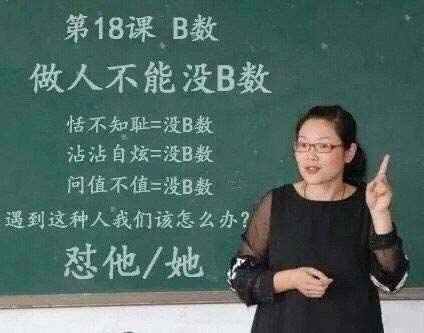 第18课 B数
做人不能没B数
恬不知耻=没B数
沾沾自炫=没B数
问值不值=没B数
遇到这种人我们该怎么办?
怼他/她